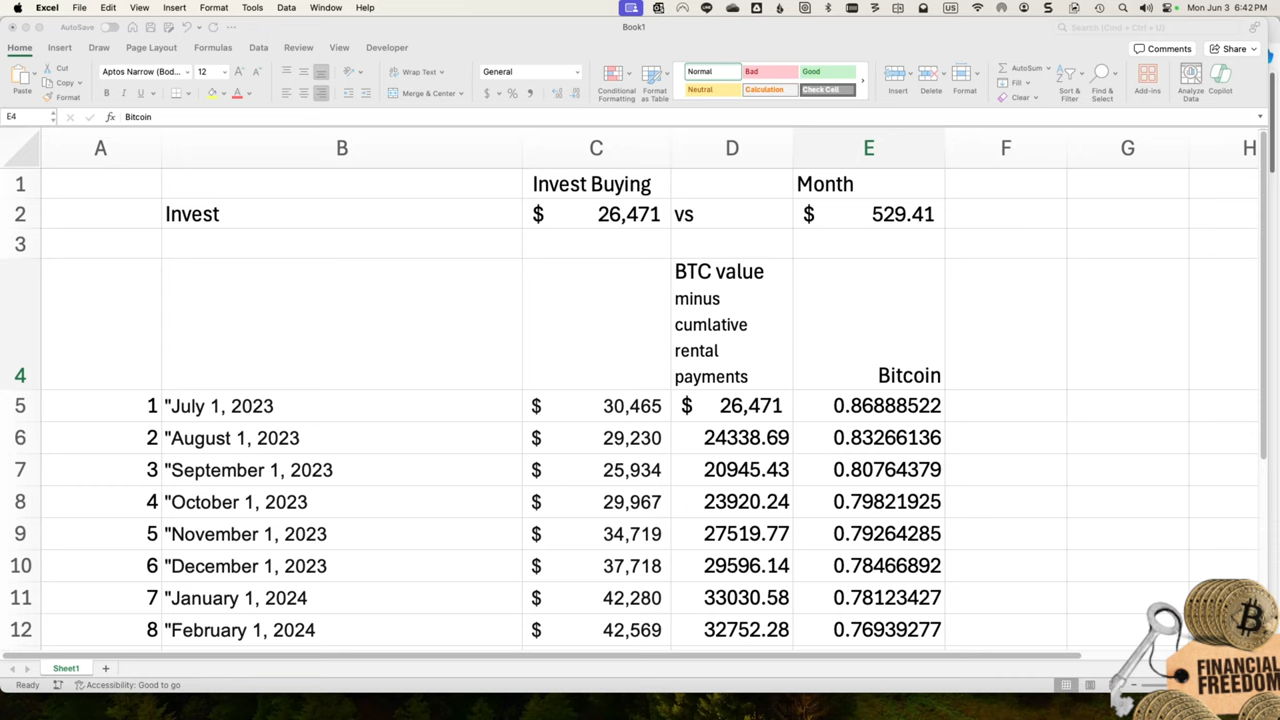 Excel File Edit View Insert Format Tools Data Window Help Mon Jun 3 6:42 PM
AutoSave Book1 Search (Cmd + Ctrl + U)
Home Insert Draw Page Layout Formulas Data Review View Developer Comments Share
Paste Cut Copy Format
Aptos Narrow (Bod... 12
B I U
Wrap Text
Merge & Center
General
$ % 9
Conditional Formatting
Format as Table
Normal Bad Good
Neutral Calculation Check Cell
Insert Delete Format
AutoSum
Fill
Clear
Sort & Filter
Find & Select
Add-ins
Analyze Data
Copilot
E4 fx Bitcoin
A B C D E F G H
1 Invest Buying Month
2 Invest $ 26,471 vs $ 529.41
3
BTC value
minus
cumlative
rental
4 payments Bitcoin
5 1 "July 1, 2023 $ 30,465 $ 26,471 0.86888522
6 2 "August 1, 2023 $ 29,230 24338.69 0.83266136
7 3 "September 1, 2023 $ 25,934 20945.43 0.80764379
8 4 "October 1, 2023 $ 29,967 23920.24 0.79821925
9 5 "November 1, 2023 $ 34,719 27519.77 0.79264285
10 6 "December 1, 2023 $ 37,718 29596.14 0.78466892
11 7 "January 1, 2024 $ 42,280 33030.58 0.78123427
12 8 "February 1, 2024 $ 42,569 32752.28 0.76939277
Sheet1 +
Ready Accessibility: Good to go
FINANCIAL
FREEDOM